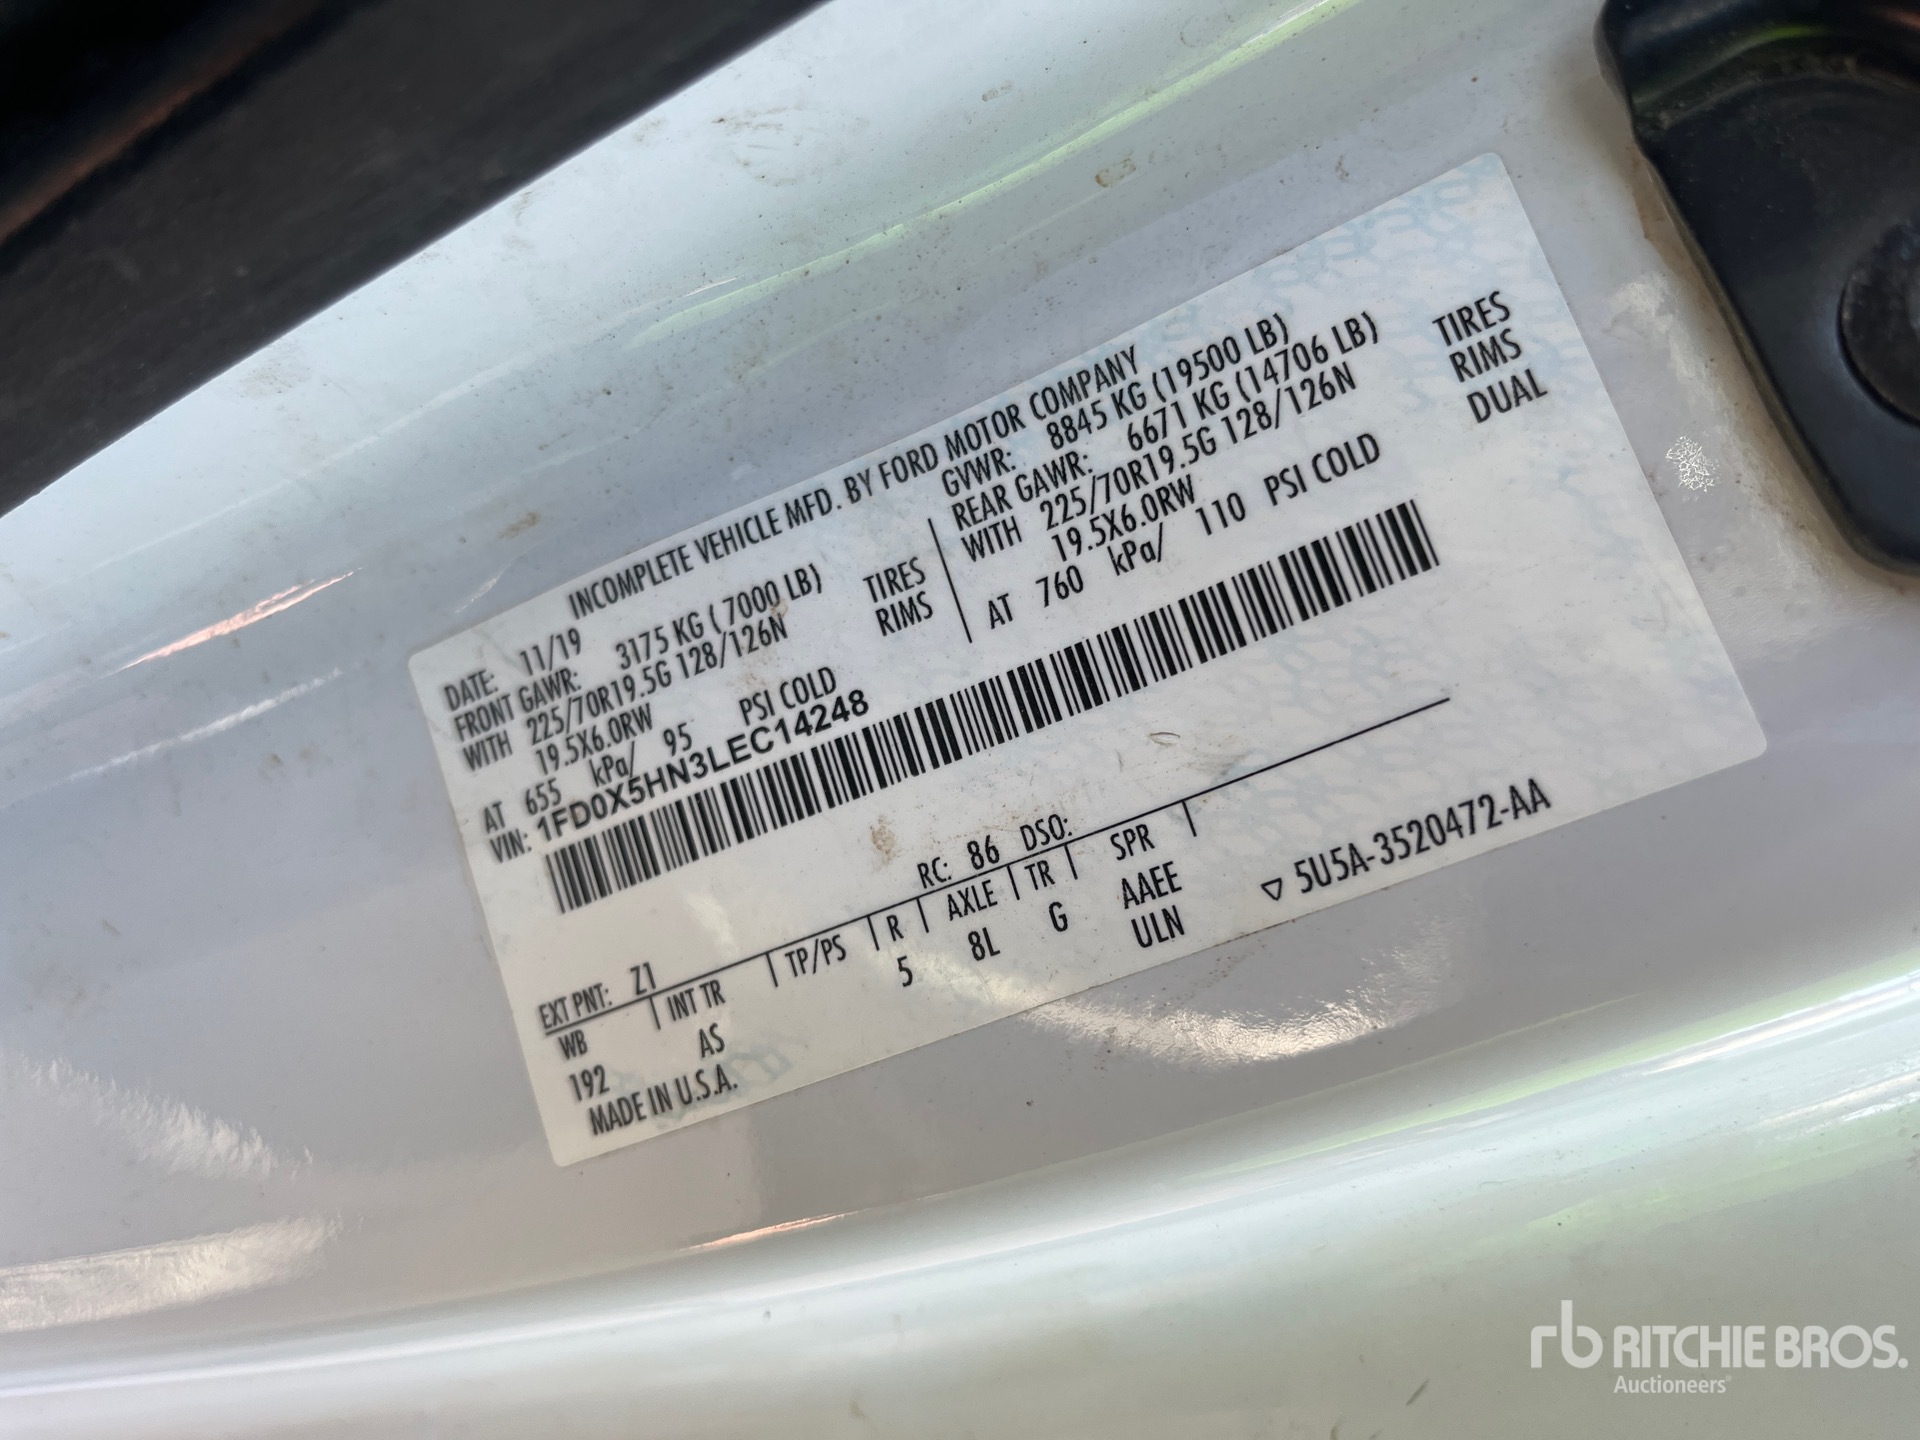 INCOMPLETE VEHICLE MFD. BY FORD MOTOR COMPANY
DATE: 11/19 GVWR: 8845 KG (19500 LB)
FRONT GAWR: 3175 KG ( 7000 LB) REAR GAWR: 6671 KG (14706 LB)
WITH 225/70R19.5G 128/126N TIRES WITH 225/70R19.5G 128/126N TIRES
19.5X6.0RW RIMS 19.5X6.0RW RIMS
AT 655 kPa/ 95 PSI COLD AT 760 kPa/ 110 PSI COLD DUAL
VIN: 1FD0X5HN3LEC14248
EXT PNT: Z1 RC: 86 DSO:
WB INT TR TP/PS R AXLE TR SPR
192 AS 5 8L G AAEE
MADE IN U.S.A. ULN
5U5A-3520472-AA
rb RITCHIE BROS.
Auctioneers